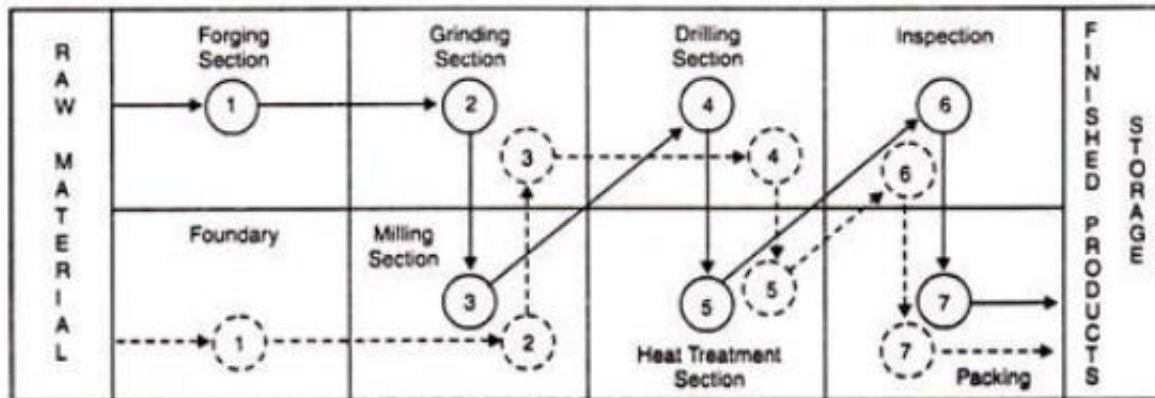 RAW MATERIAL
Forging
Section
Grinding
Section
Drilling
Section
Inspection
1
2
4
6
3
4
6
Foundary
Milling
Section
3
5
5
7
1
2
7
Heat Treatment
Section
Packing
FINISHED PRODUCTS
STORAGE